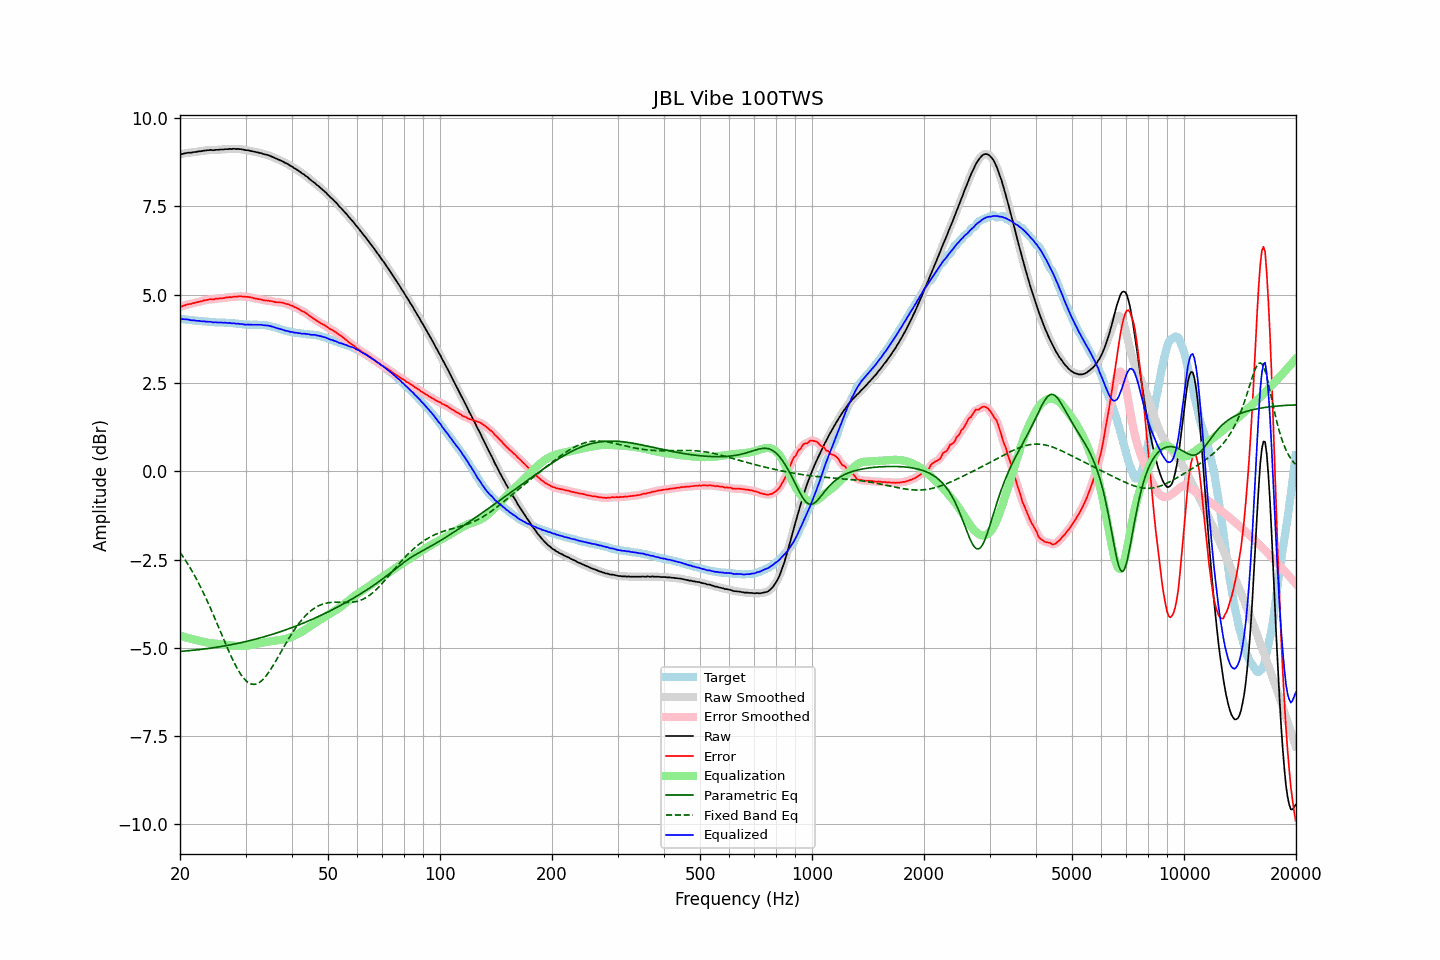 JBL Vibe 100TWS
10.0
7.5
5.0
2.5
0.0
−2.5
−5.0
−7.5
−10.0
Amplitude (dBr)
Target
Raw Smoothed
Error Smoothed
Raw
Error
Equalization
Parametric Eq
Fixed Band Eq
Equalized
20 50 100 200 500 1000 2000 5000 10000 20000
Frequency (Hz)